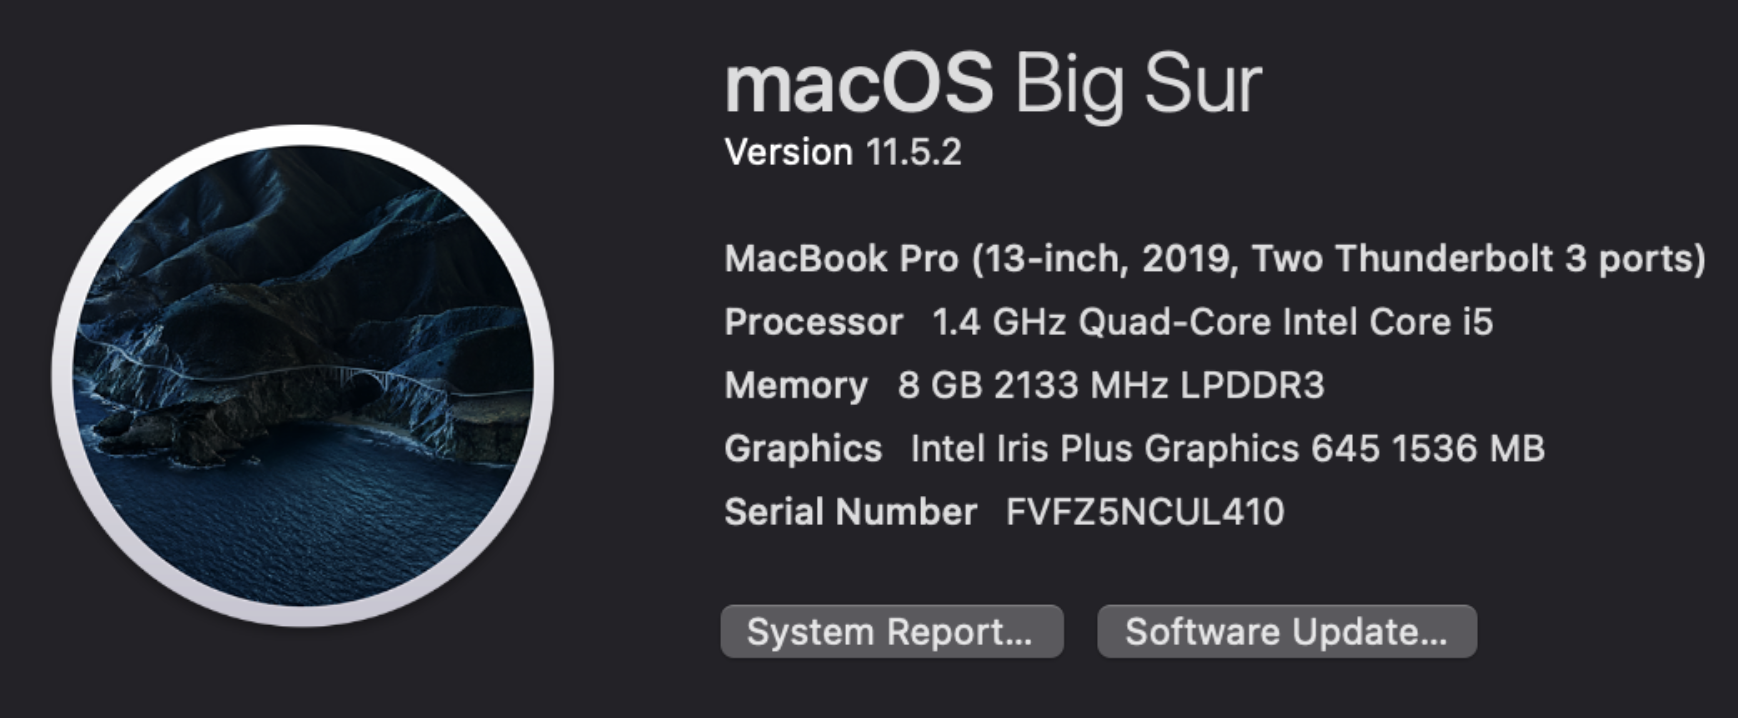 macOS Big Sur
Version 11.5.2
MacBook Pro (13-inch, 2019, Two Thunderbolt 3 ports)
Processor 1.4 GHz Quad-Core Intel Core i5
Memory 8 GB 2133 MHz LPDDR3
Graphics Intel Iris Plus Graphics 645 1536 MB
Serial Number FVFZ5NCUL410
System Report... Software Update...